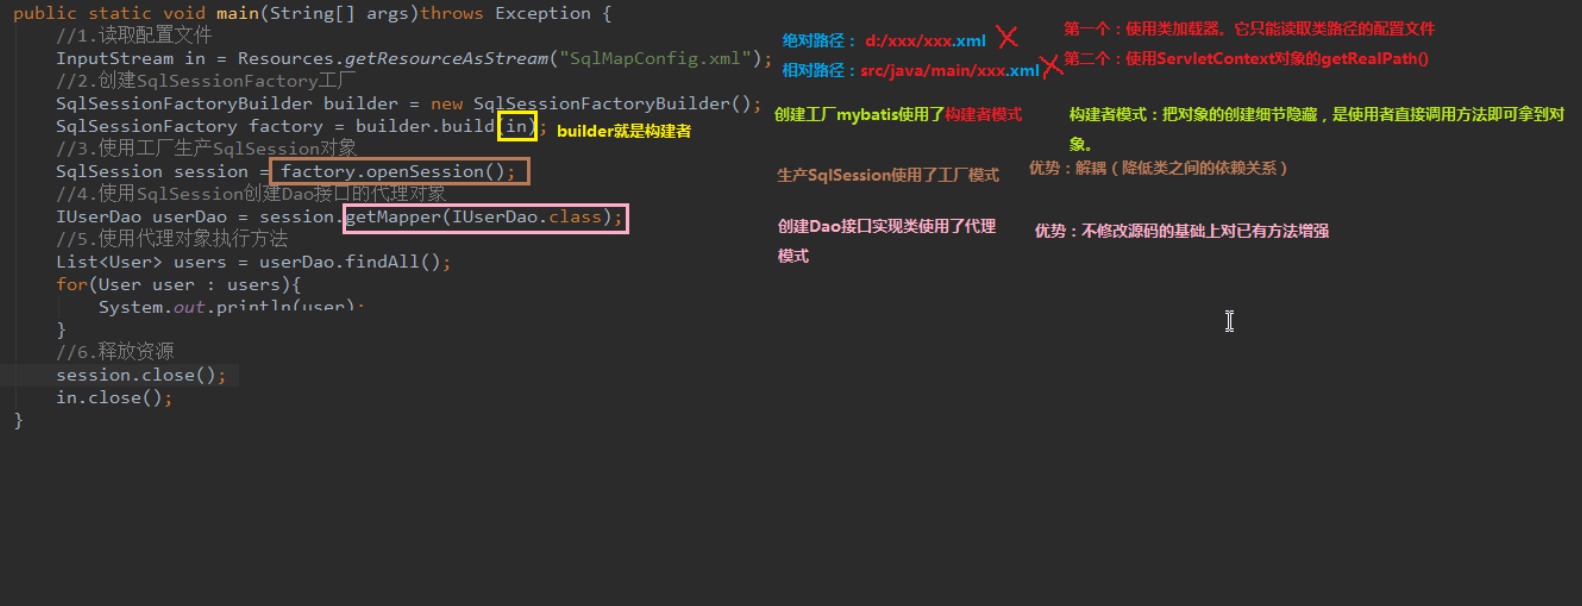 public static void main(String[] args)throws Exception {
//1.读取配置文件
InputStream in = Resources.getResourceAsStream("SqlMapConfig.xml");
//2.创建SqlSessionFactory工厂
SqlSessionFactoryBuilder builder = new SqlSessionFactoryBuilder();
SqlSessionFactory factory = builder.build(in);
builder就是构建者
//3.使用工厂生产SqlSession对象
SqlSession session = factory.openSession();
//4.使用SqlSession创建Dao接口的代理对象
IUserDao userDao = session.getMapper(IUserDao.class);
//5.使用代理对象执行方法
List<User> users = userDao.findAll();
for(User user : users){
System.out.println(user);
}
//6.释放资源
session.close();
in.close();
}
绝对路径： d:/xxx/xxx.xml
相对路径：src/java/main/xxx.xml
第一个：使用类加载器。它只能读取类路径的配置文件
第二个：使用ServletContext对象的getRealPath()
创建工厂mybatis使用了构建者模式
构建者模式：把对象的创建细节隐藏，是使用者直接调用方法即可拿到对
象。
生产SqlSession使用了工厂模式
优势：解耦（降低类之间的依赖关系）
创建Dao接口实现类使用了代理
模式
优势：不修改源码的基础上对已有方法增强